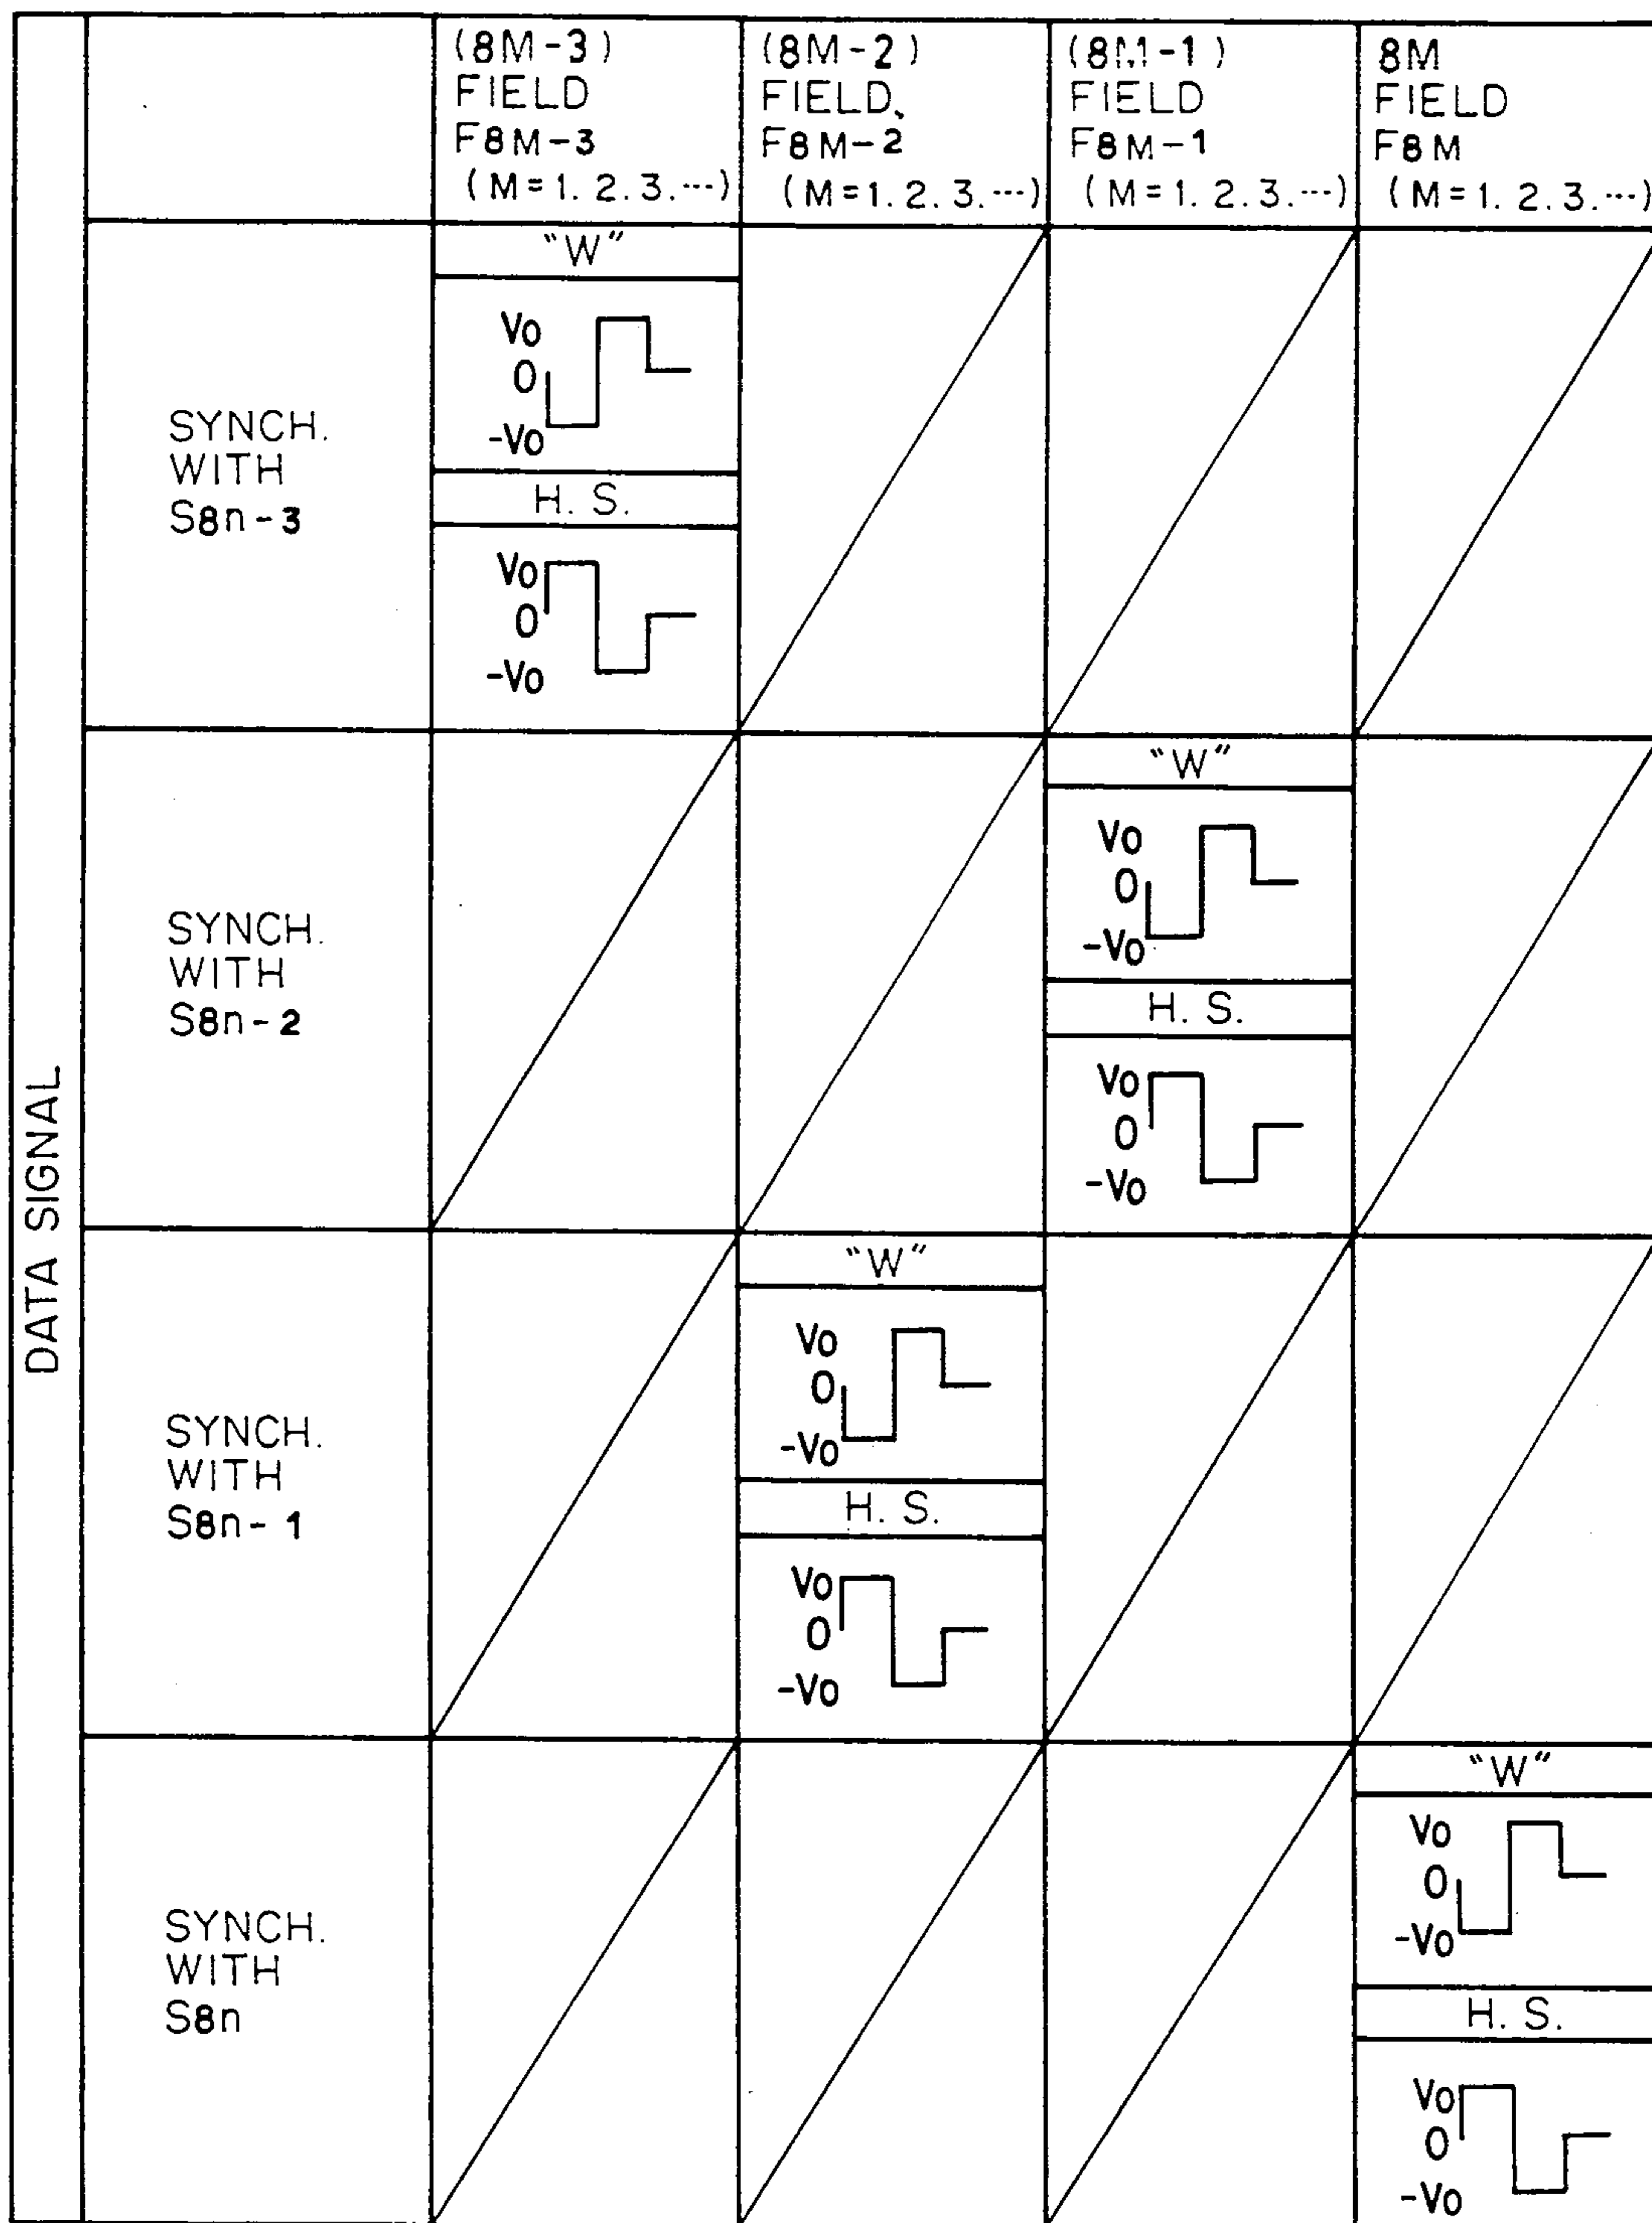 (8M-3)
FIELD
F8M-3
(M=1. 2. 3. ···)
(8M-2)
FIELD,
F8M-2
(M=1. 2. 3. ···)
(8M-1)
FIELD
F8M-1
(M=1. 2. 3. ···)
8M
FIELD
F8M
(M=1. 2. 3. ···)
DATA SIGNAL
SYNCH.
WITH
S8n-3
"W"
Vo
0
-Vo
H. S.
Vo
0
-Vo
SYNCH.
WITH
S8n-2
"W"
Vo
0
-Vo
H. S.
Vo
0
-Vo
SYNCH.
WITH
S8n-1
"W"
Vo
0
-Vo
H. S.
Vo
0
-Vo
SYNCH.
WITH
S8n
"W"
Vo
0
-Vo
H. S.
Vo
0
-Vo